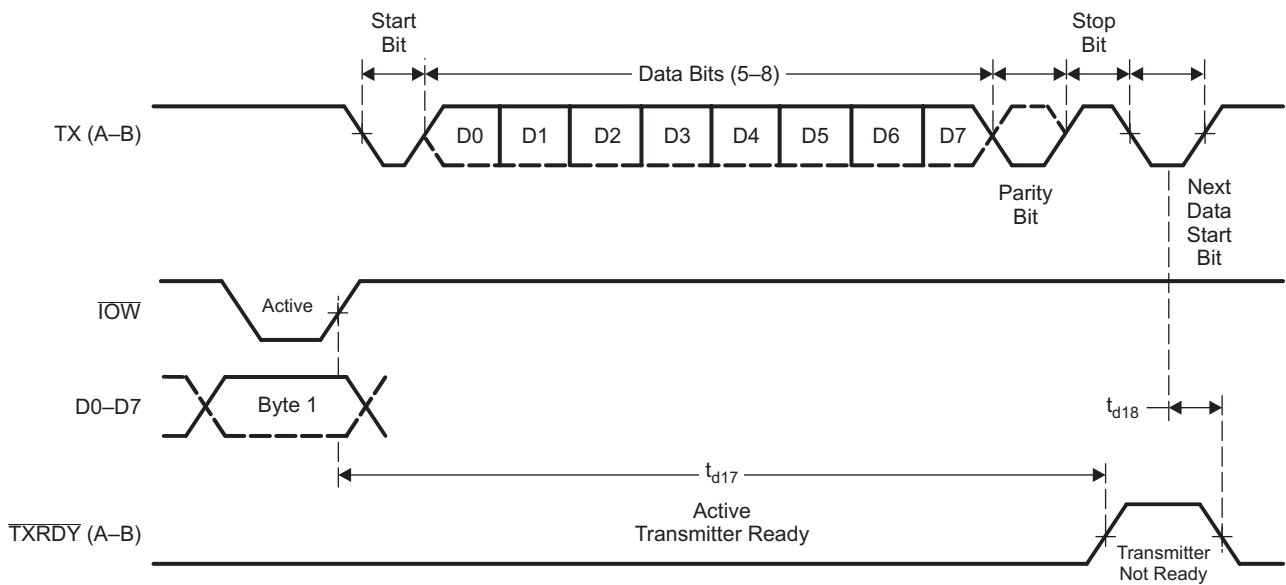 Start
Bit
Stop
Bit
Data Bits (5–8)
TX (A–B)
D0 D1 D2 D3 D4 D5 D6 D7
Parity
Bit
Next
Data
Start
Bit
IOW
Active
D0–D7
Byte 1
td18
td17
TXRDY (A–B)
Active
Transmitter Ready
Transmitter
Not Ready